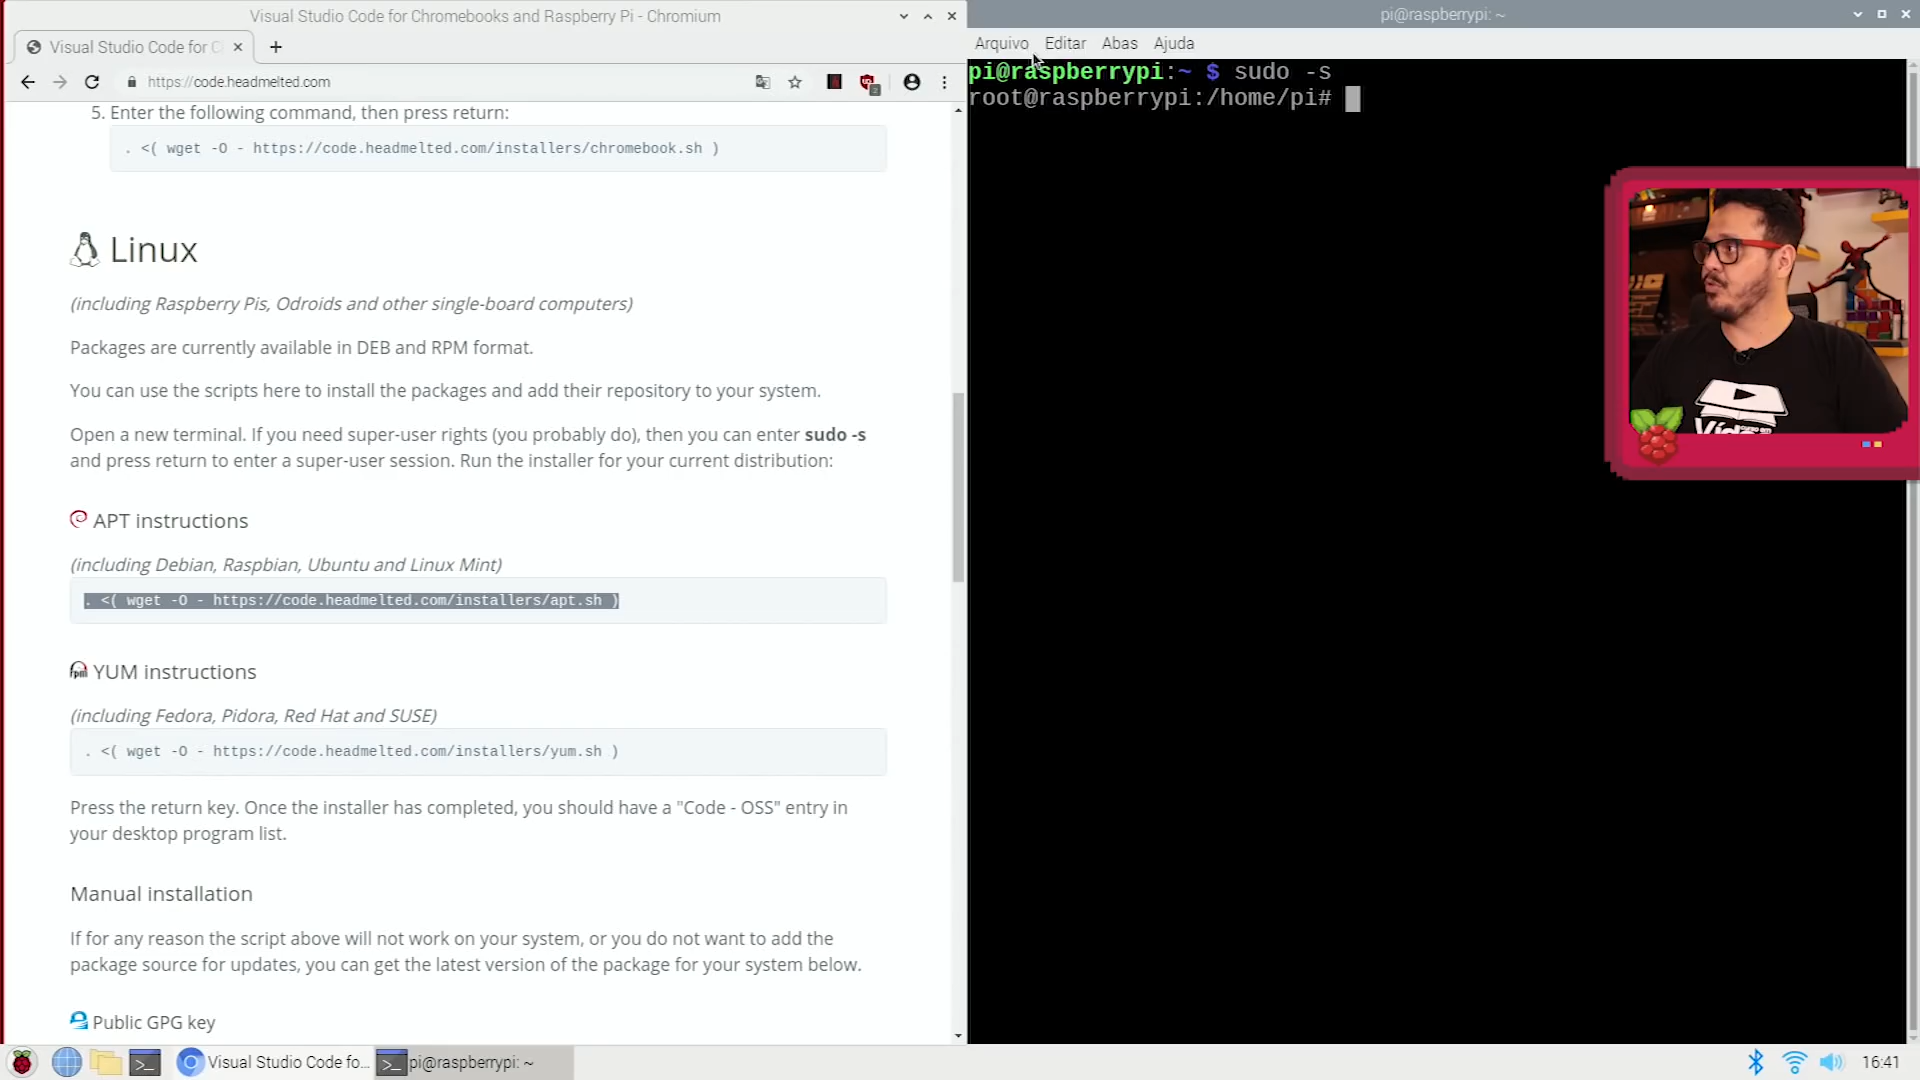 Visual Studio Code for Chromebooks and Raspberry Pi - Chromium
Visual Studio Code for C
https://code.headmelted.com
2
5. Enter the following command, then press return:
. <( wget -O - https://code.headmelted.com/installers/chromebook.sh )
Linux
(including Raspberry Pis, Odroids and other single-board computers)
Packages are currently available in DEB and RPM format.
You can use the scripts here to install the packages and add their repository to your system.
Open a new terminal. If you need super-user rights (you probably do), then you can enter sudo -s
and press return to enter a super-user session. Run the installer for your current distribution:
APT instructions
(including Debian, Raspbian, Ubuntu and Linux Mint)
. <( wget -O - https://code.headmelted.com/installers/apt.sh )
rpm YUM instructions
(including Fedora, Pidora, Red Hat and SUSE)
. <( wget -O - https://code.headmelted.com/installers/yum.sh )
Press the return key. Once the installer has completed, you should have a "Code - OSS" entry in
your desktop program list.
Manual installation
If for any reason the script above will not work on your system, or you do not want to add the
package source for updates, you can get the latest version of the package for your system below.
Public GPG key
pi@raspberrypi: ~
Arquivo Editar Abas Ajuda
pi@raspberrypi:~ $ sudo -s
root@raspberrypi:/home/pi#
curso em
Vídeo
Visual Studio Code fo...
pi@raspberrypi: ~
16:41